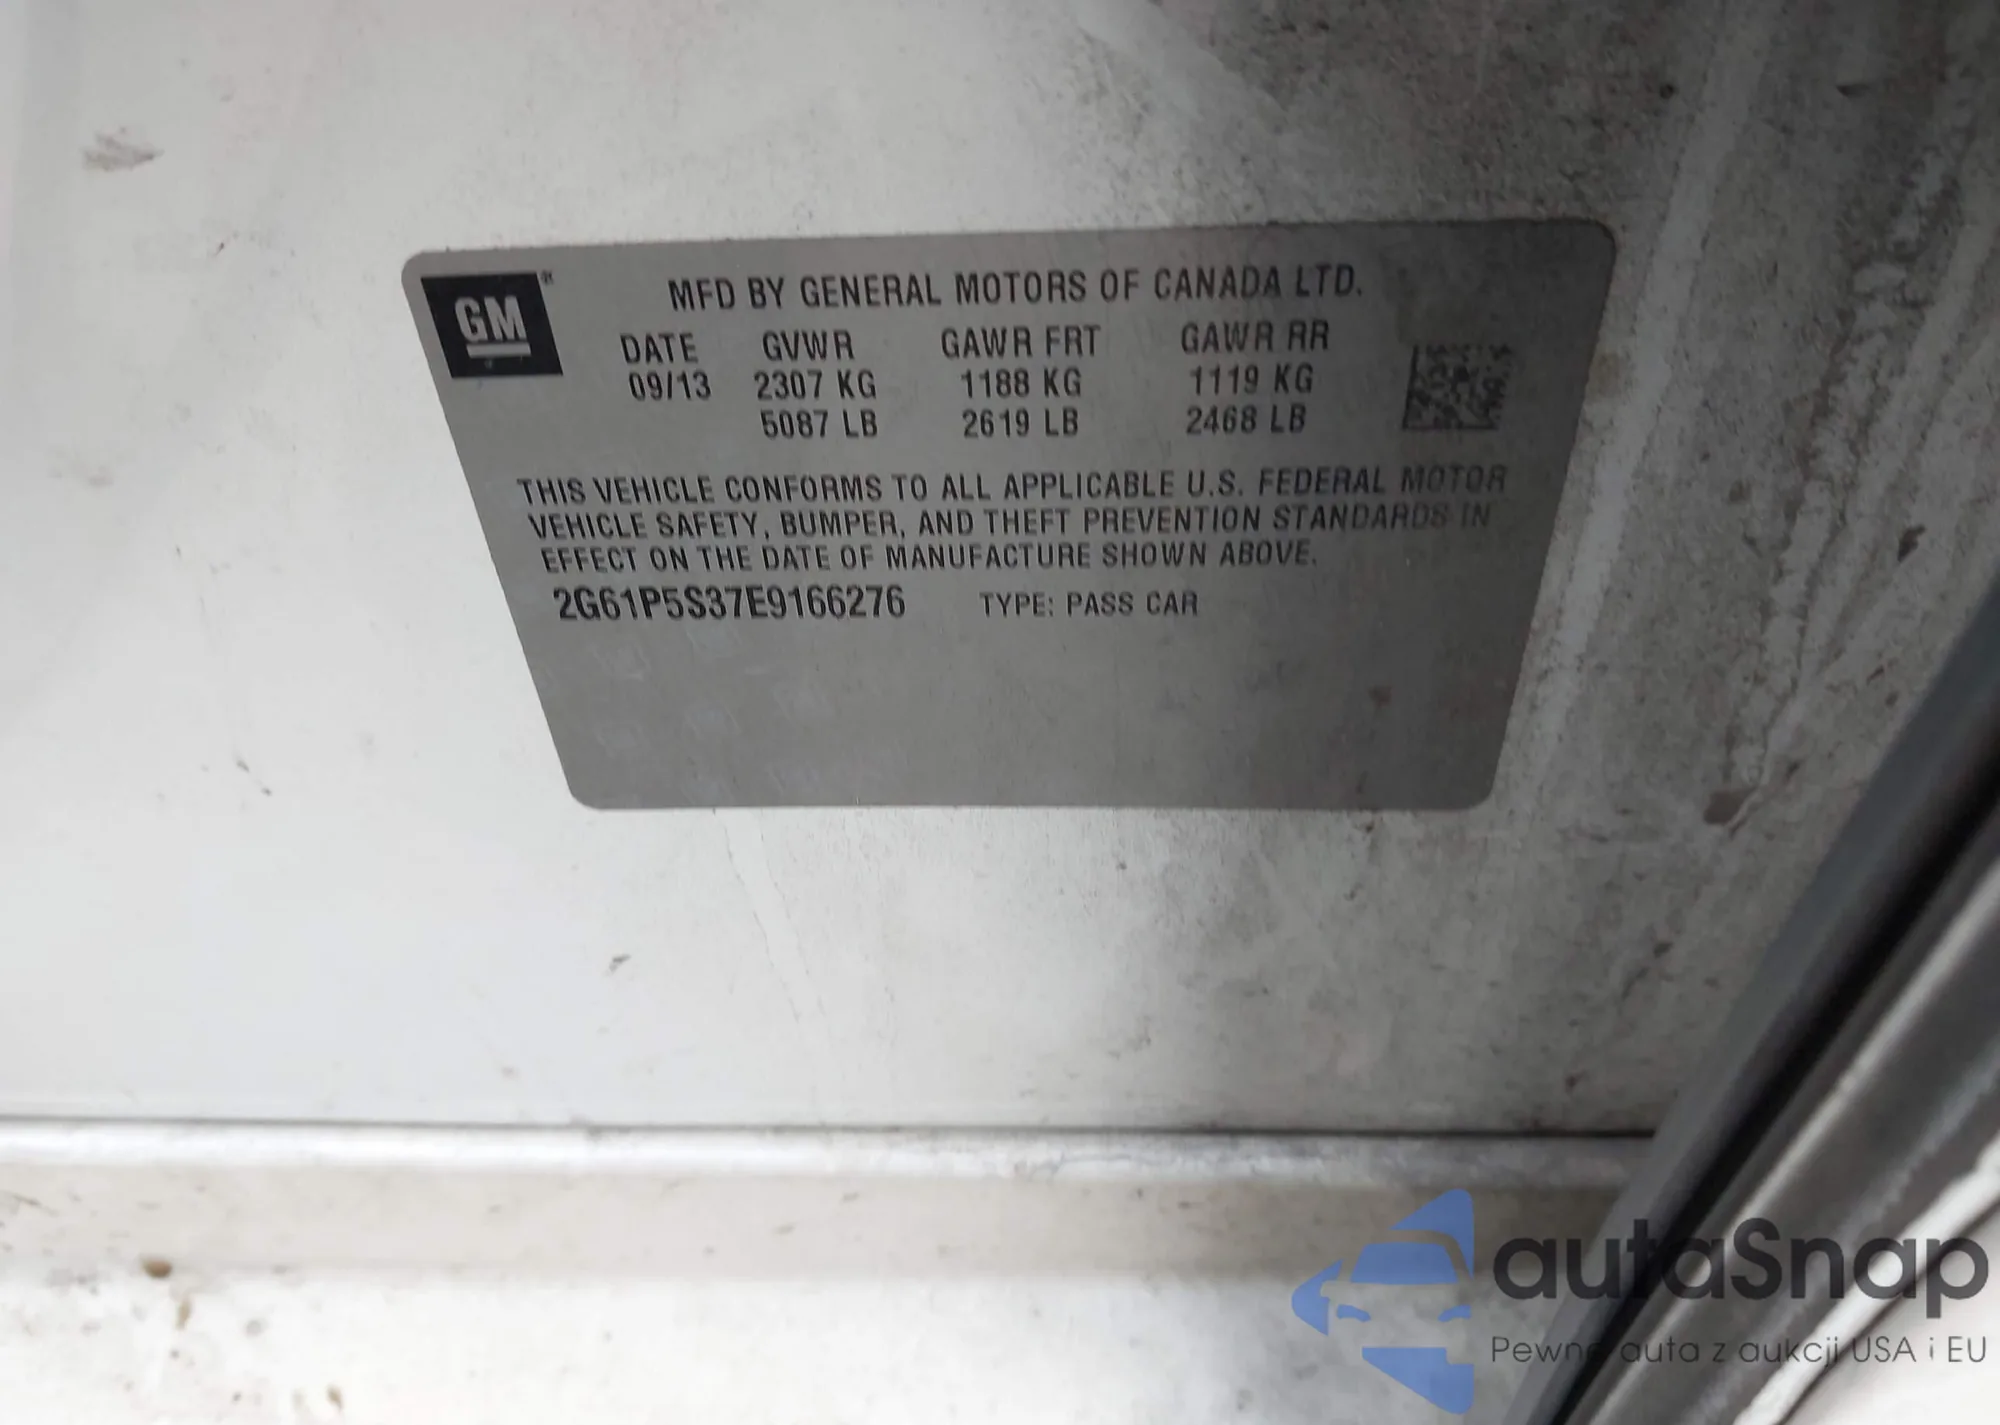 GM
MFD BY GENERAL MOTORS OF CANADA LTD.
DATE GVWR GAWR FRT GAWR RR
09/13 2307 KG 1188 KG 1119 KG
5087 LB 2619 LB 2468 LB
THIS VEHICLE CONFORMS TO ALL APPLICABLE U.S. FEDERAL MOTOR
VEHICLE SAFETY, BUMPER, AND THEFT PREVENTION STANDARDS IN
EFFECT ON THE DATE OF MANUFACTURE SHOWN ABOVE.
2G61P5S37E9166276 TYPE: PASS CAR
autaSnap
Pewne auta z aukcji USA i EU